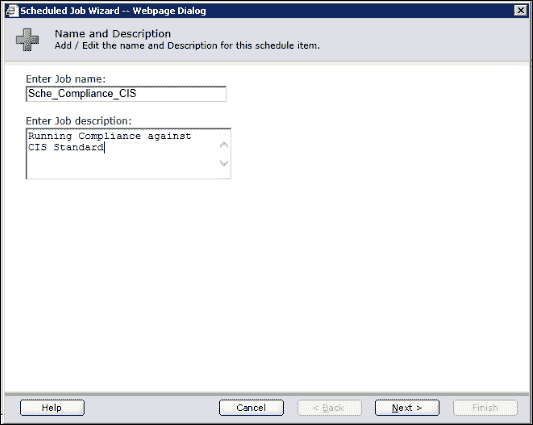 Scheduled Job Wizard -- Webpage Dialog
Name and Description
Add / Edit the name and Description for this schedule item.
Enter Job name:
Sche_Compliance_CIS
Enter Job description:
Running Compliance against
CIS Standard
Help
Cancel
< Back
Next >
Finish